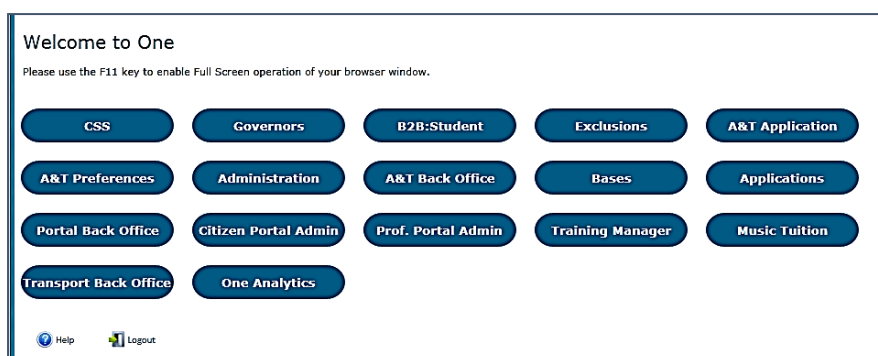 Welcome to One
Please use the F11 key to enable Full Screen operation of your browser window.
CSS Governors B2B:Student Exclusions A&T Application
A&T Preferences Administration A&T Back Office Bases Applications
Portal Back Office Citizen Portal Admin Prof. Portal Admin Training Manager Music Tuition
Transport Back Office One Analytics
Help Logout